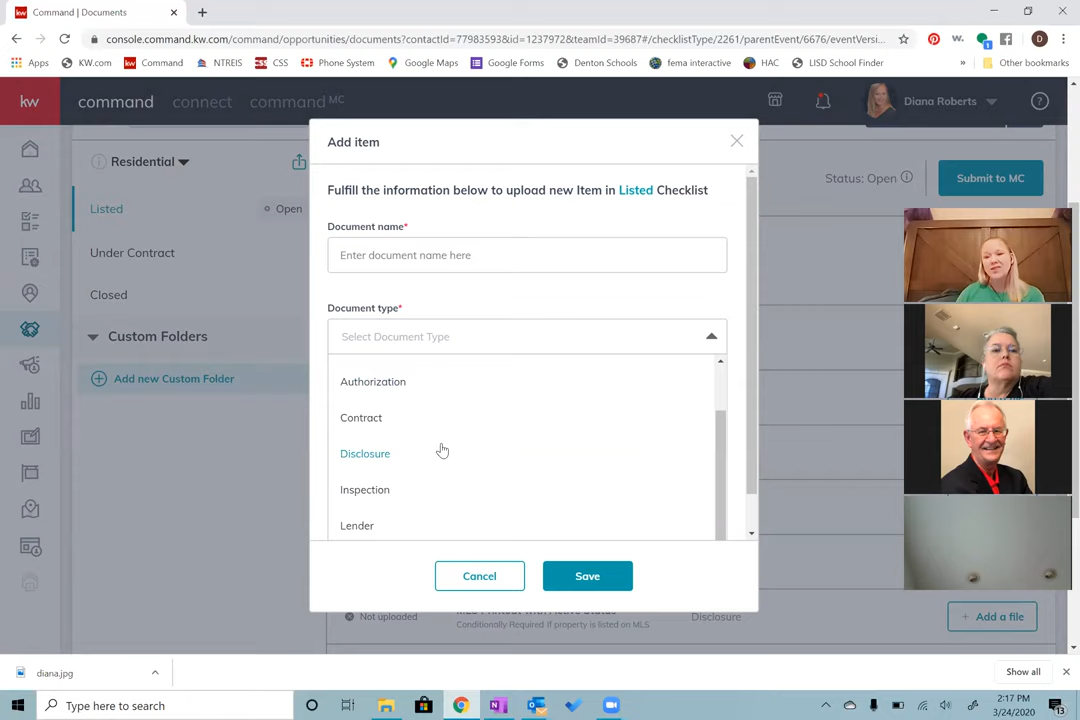 kw Command | Documents × +
console.command.kw.com/command/opportunities/documents?contactId=77983593&id=1237972&teamId=39687#/checklistType/2261/parentEvent/6676/eventVersi...
D
Apps KW.com kw Command NTREIS CSS Phone System Google Maps Google Forms Denton Schools fema interactive HAC LISD School Finder » Other bookmarks
kw command connect command MC Diana Roberts ?
Residential
Listed Open
Under Contract
Closed
Custom Folders
Add new Custom Folder
Status: Open
Submit to MC
Add item
Fulfill the information below to upload new Item in Listed Checklist
Document name*
Enter document name here
Document type*
Select Document Type
Authorization
Contract
Disclosure
Inspection
Lender
Cancel Save
Not uploaded
Conditionally Required If property is listed on MLS
Disclosure
+ Add a file
diana.jpg
Show all
Type here to search
2:17 PM
3/24/2020
13